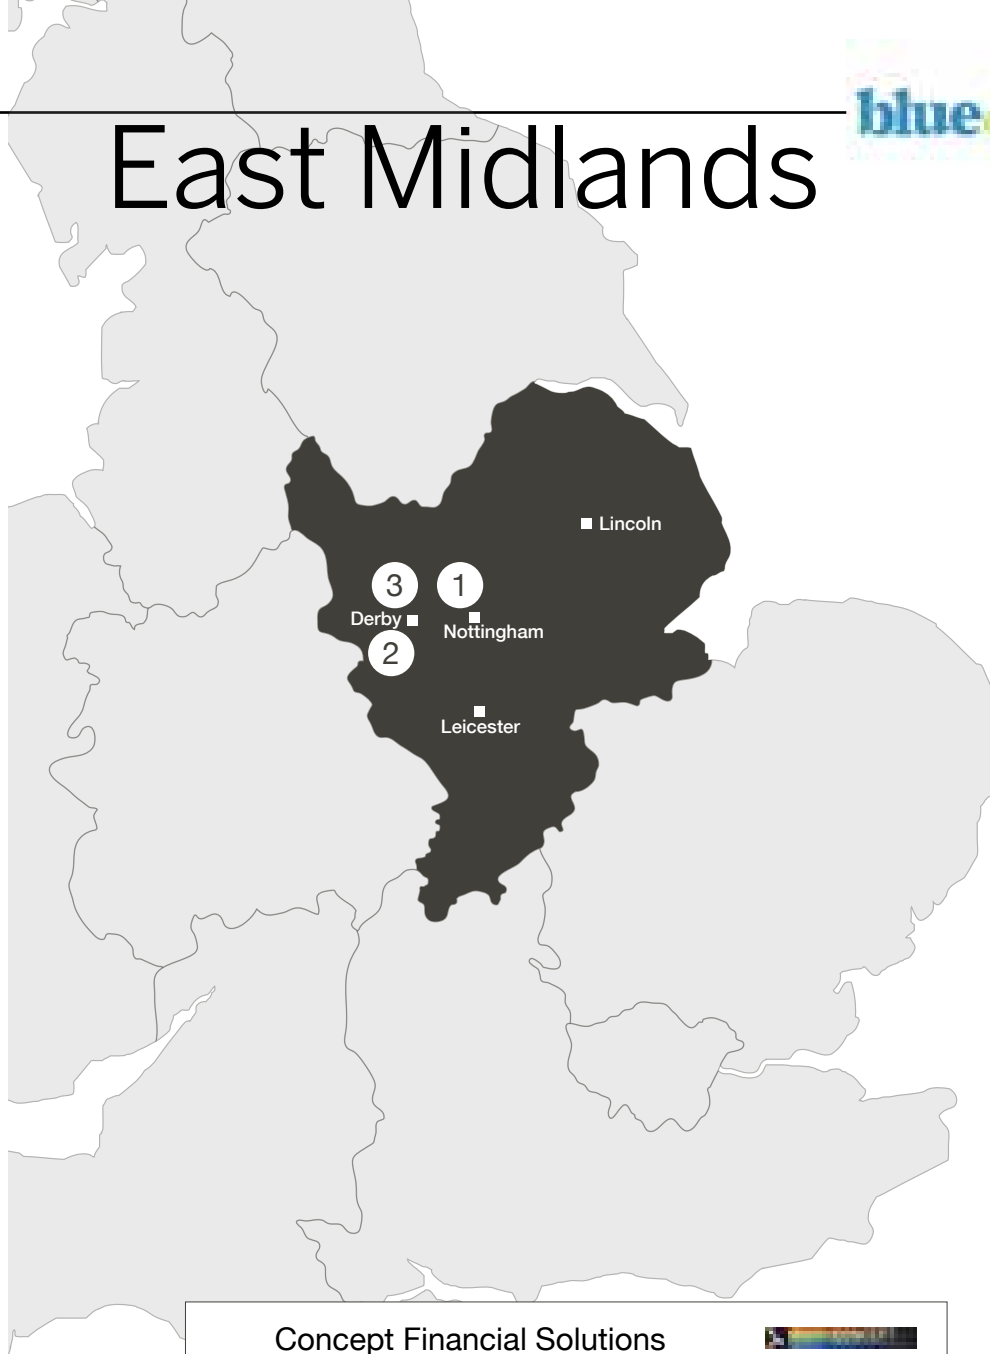 blue
East Midlands
Lincoln
3
1
Derby
Nottingham
2
Leicester
Concept Financial Solutions